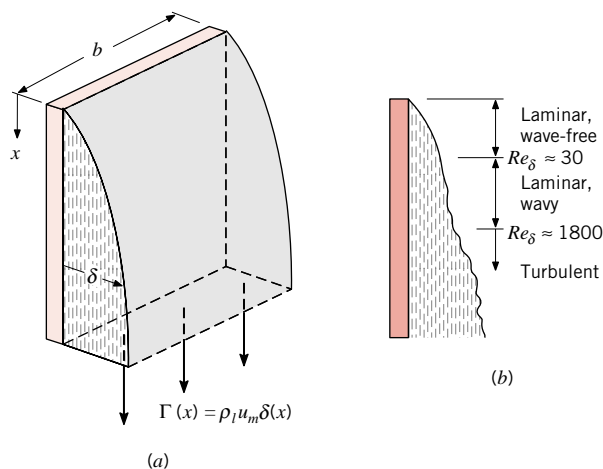 b
x
δ
Γ (x) = ρ_l u_m δ(x)
(a)
Laminar,
wave-free
Re_δ ≈ 30
Laminar,
wavy
Re_δ ≈ 1800
Turbulent
(b)